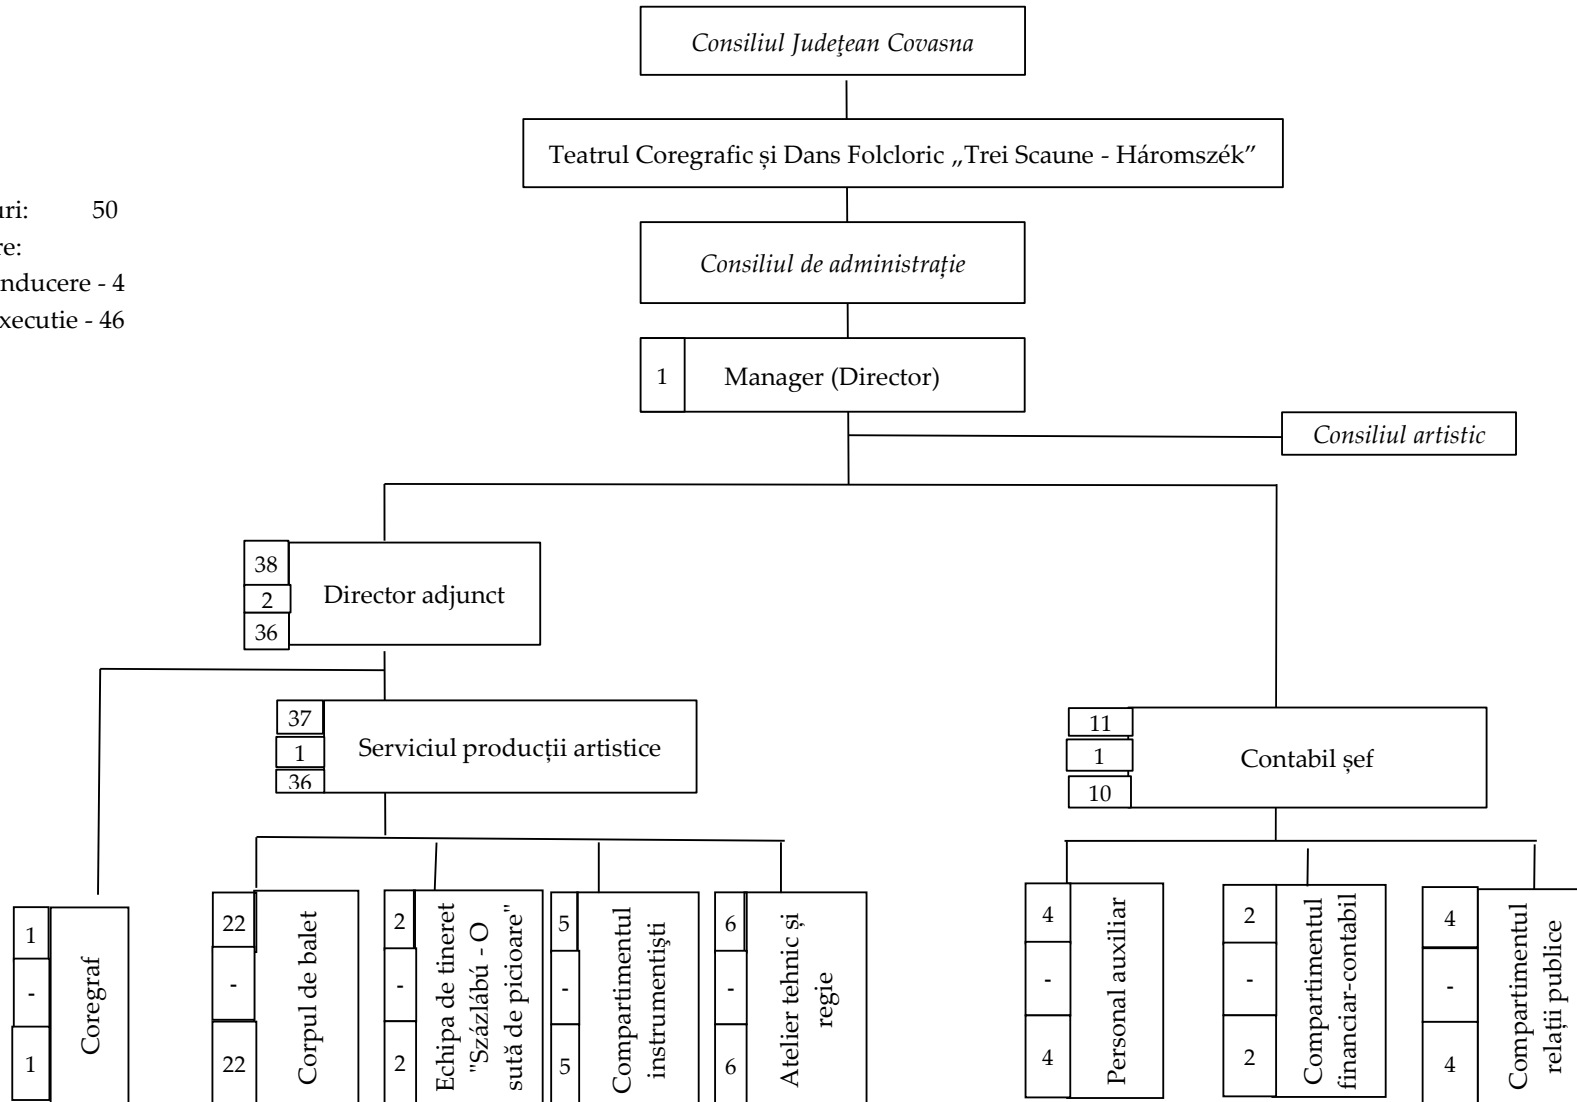 Consiliul Judeţean Covasna
Teatrul Coregrafic și Dans Folcloric „Trei Scaune - Háromszék”
uri: 50
re:
nducere - 4
xecutie - 46
Consiliul de administrație
1 Manager (Director)
Consiliul artistic
38
2
36
Director adjunct
37
1
36
Serviciul producții artistice
11
1
10
Contabil șef
1
-
1
Coregraf
22
-
22
Corpul de balet
2
-
2
Echipa de tineret
"Százlábú - O
sută de picioare"
5
-
5
Compartimentul
instrumentişti
6
-
6
Atelier tehnic și
regie
4
-
4
Personal auxiliar
2
-
2
Compartimentul
financiar-contabil
4
-
4
Compartimentul
relații publice